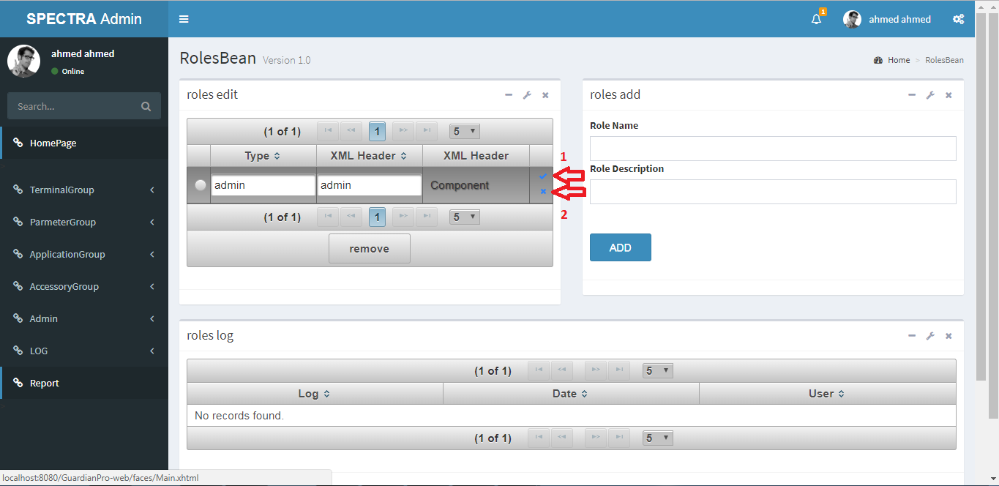 SPECTRA Admin
1
ahmed ahmed
ahmed ahmed
Online
Search...
HomePage
TerminalGroup
ParmeterGroup
ApplicationGroup
AccessoryGroup
Admin
LOG
Report
RolesBean Version 1.0
Home > RolesBean
roles edit
(1 of 1) 1 5
Type XML Header XML Header
admin admin Component
(1 of 1) 1 5
remove
1
2
roles add
Role Name
Role Description
ADD
roles log
(1 of 1) 5
Log Date User
No records found.
(1 of 1) 5
localhost:8080/GuardianPro-web/faces/Main.xhtml